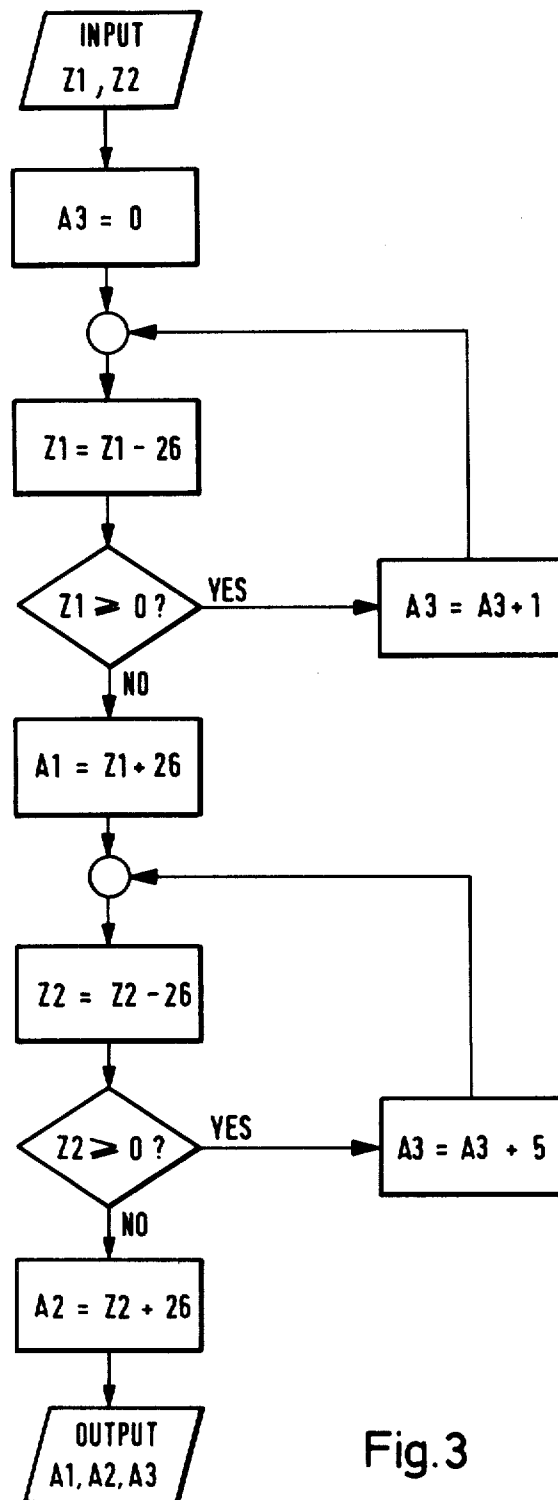 INPUT
Z1 , Z2
A3 = 0
Z1 = Z1 - 26
Z1 ⩾ 0 ?
YES
A3 = A3 + 1
NO
A1 = Z1 + 26
Z2 = Z2 - 26
Z2 ⩾ 0 ?
YES
A3 = A3 + 5
NO
A2 = Z2 + 26
OUTPUT
A1, A2, A3
Fig. 3